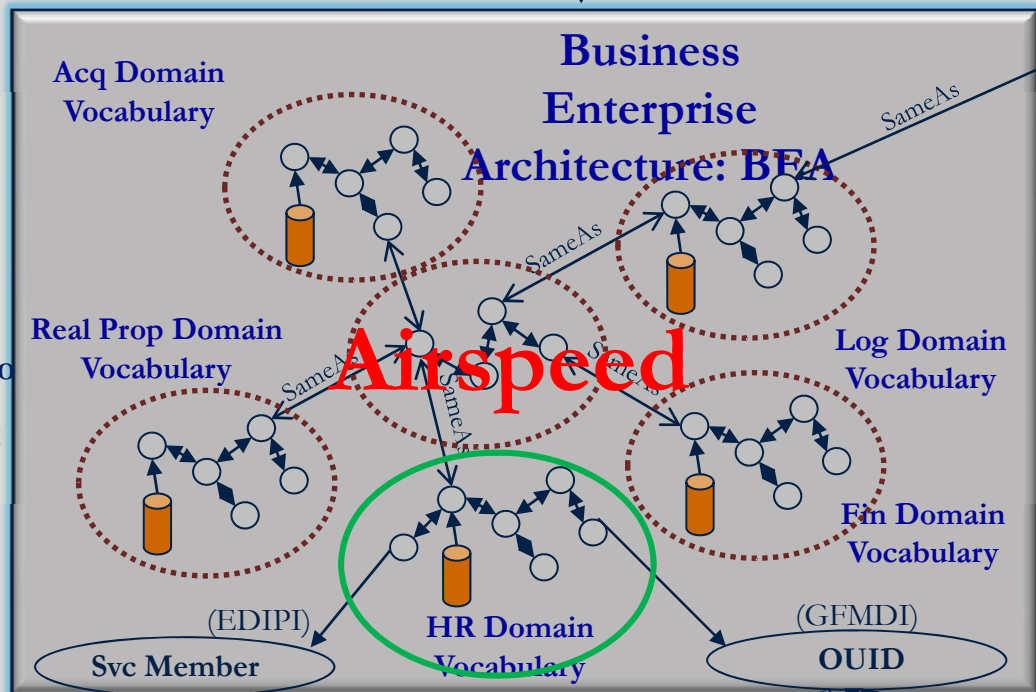 Business
Enterprise
Architecture: BEA
Acq Domain
Vocabulary
SameAs
SameAs
Real Prop Domain
Vocabulary
Airspeed
Log Domain
Vocabulary
SameAs
SameAs
SameAs
Fin Domain
Vocabulary
(EDIPI)
HR Domain
Vocabulary
(GFMDI)
Svc Member
OUID